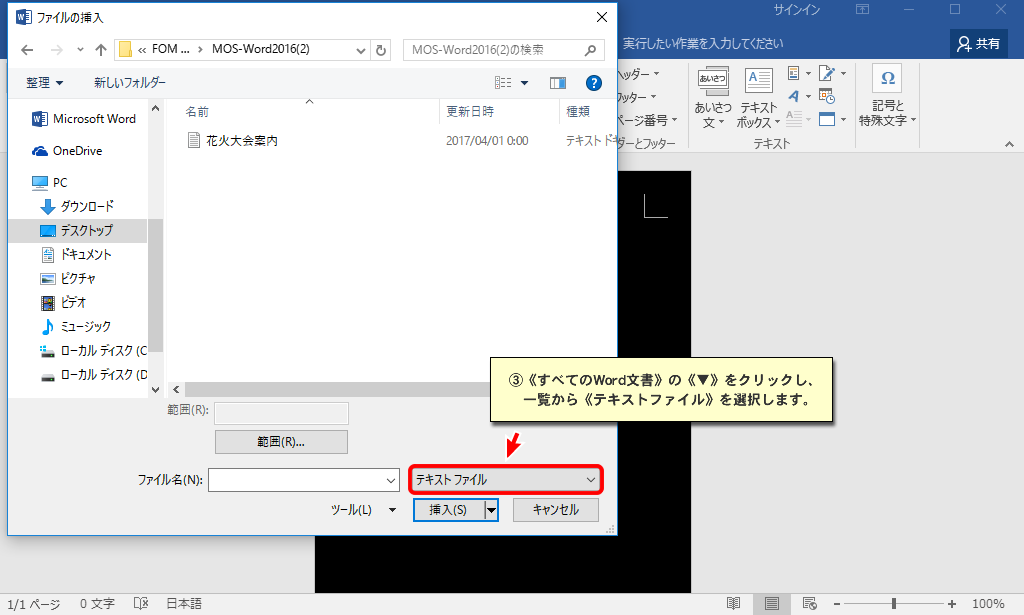 ファイルの挿入
サインイン
« FOM ... › MOS-Word2016(2)
MOS-Word2016(2)の検索
実行したい作業を入力してください
共有
整理
新しいフォルダー
?
Microsoft Word
OneDrive
PC
ダウンロード
デスクトップ
ドキュメント
ピクチャ
ビデオ
ミュージック
ローカル ディスク (C
ローカル ディスク (D
名前
更新日時
種類
花火大会案内
2017/04/01 0:00
テキスト ドキ
ヘッダー
フッター
ページ番号
ダーとフッター
あいさつ
あいさつ
文
A
テキスト
ボックス
A
A
テキスト
Ω
記号と
特殊文字
③《すべてのWord文書》の《▼》をクリックし、
一覧から《テキストファイル》を選択します。
範囲(R):
範囲(R)...
ファイル名(N):
テキスト ファイル
ツール(L)
挿入(S)
キャンセル
1/1 ページ
0 文字
日本語
100%